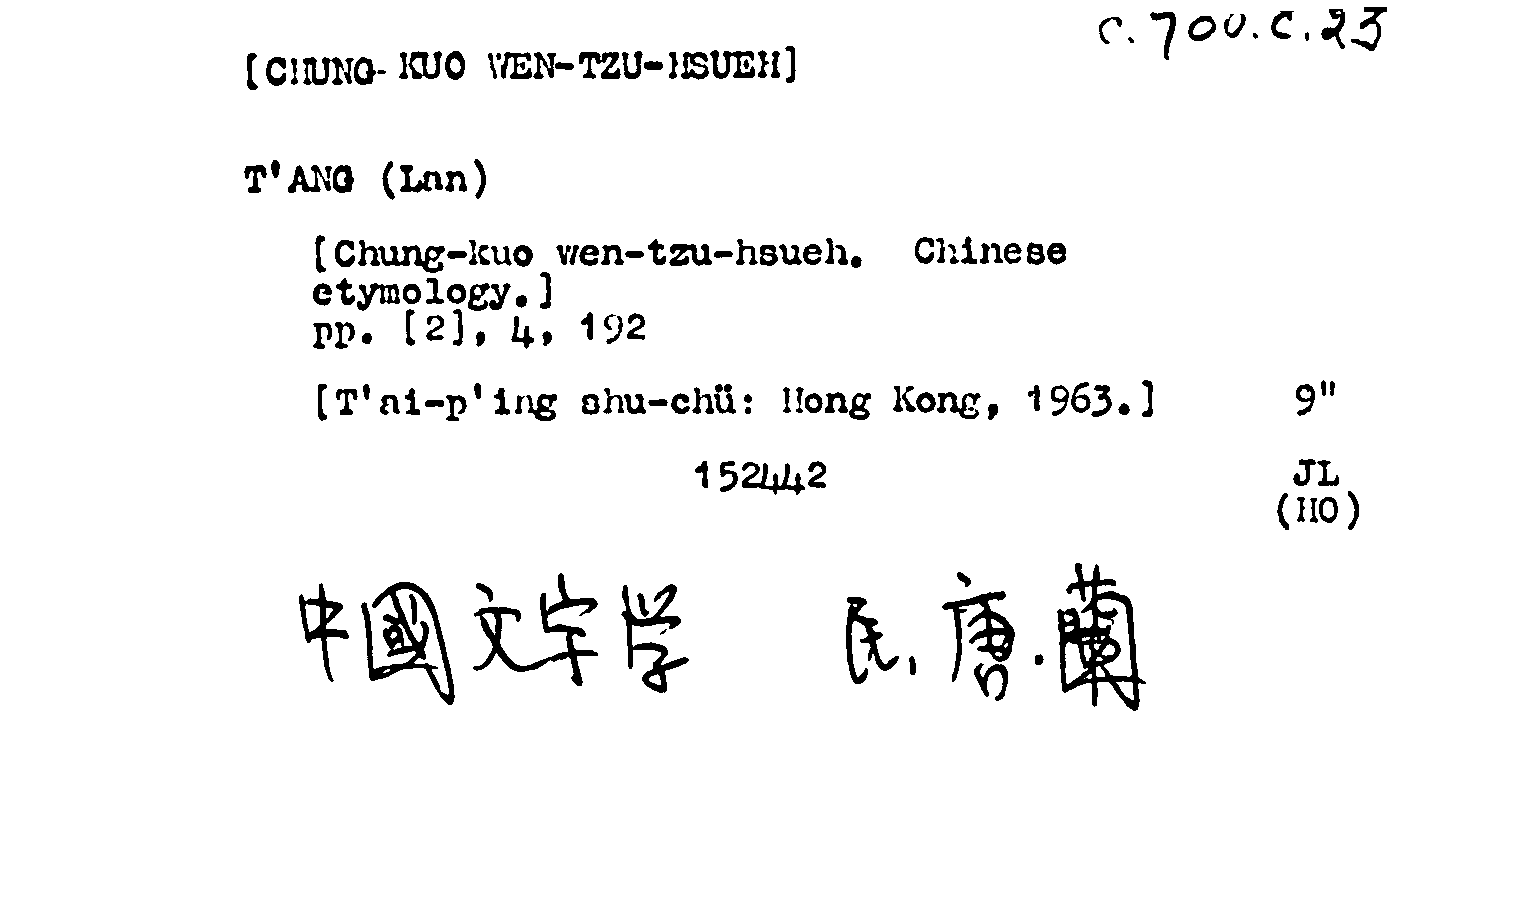 C.700.C.23
[CHUNG-KUO WEN-TZU-HSUEH]
T'ANG (Lan)
[Chung-kuo wen-tzu-hsueh. Chinese
etymology.]
pp. [2], 4, 192
[T'ai-p'ing shu-chü: Hong Kong, 1963.] 9"
152442 JL
(HO)
中國文字学 民.唐.蘭